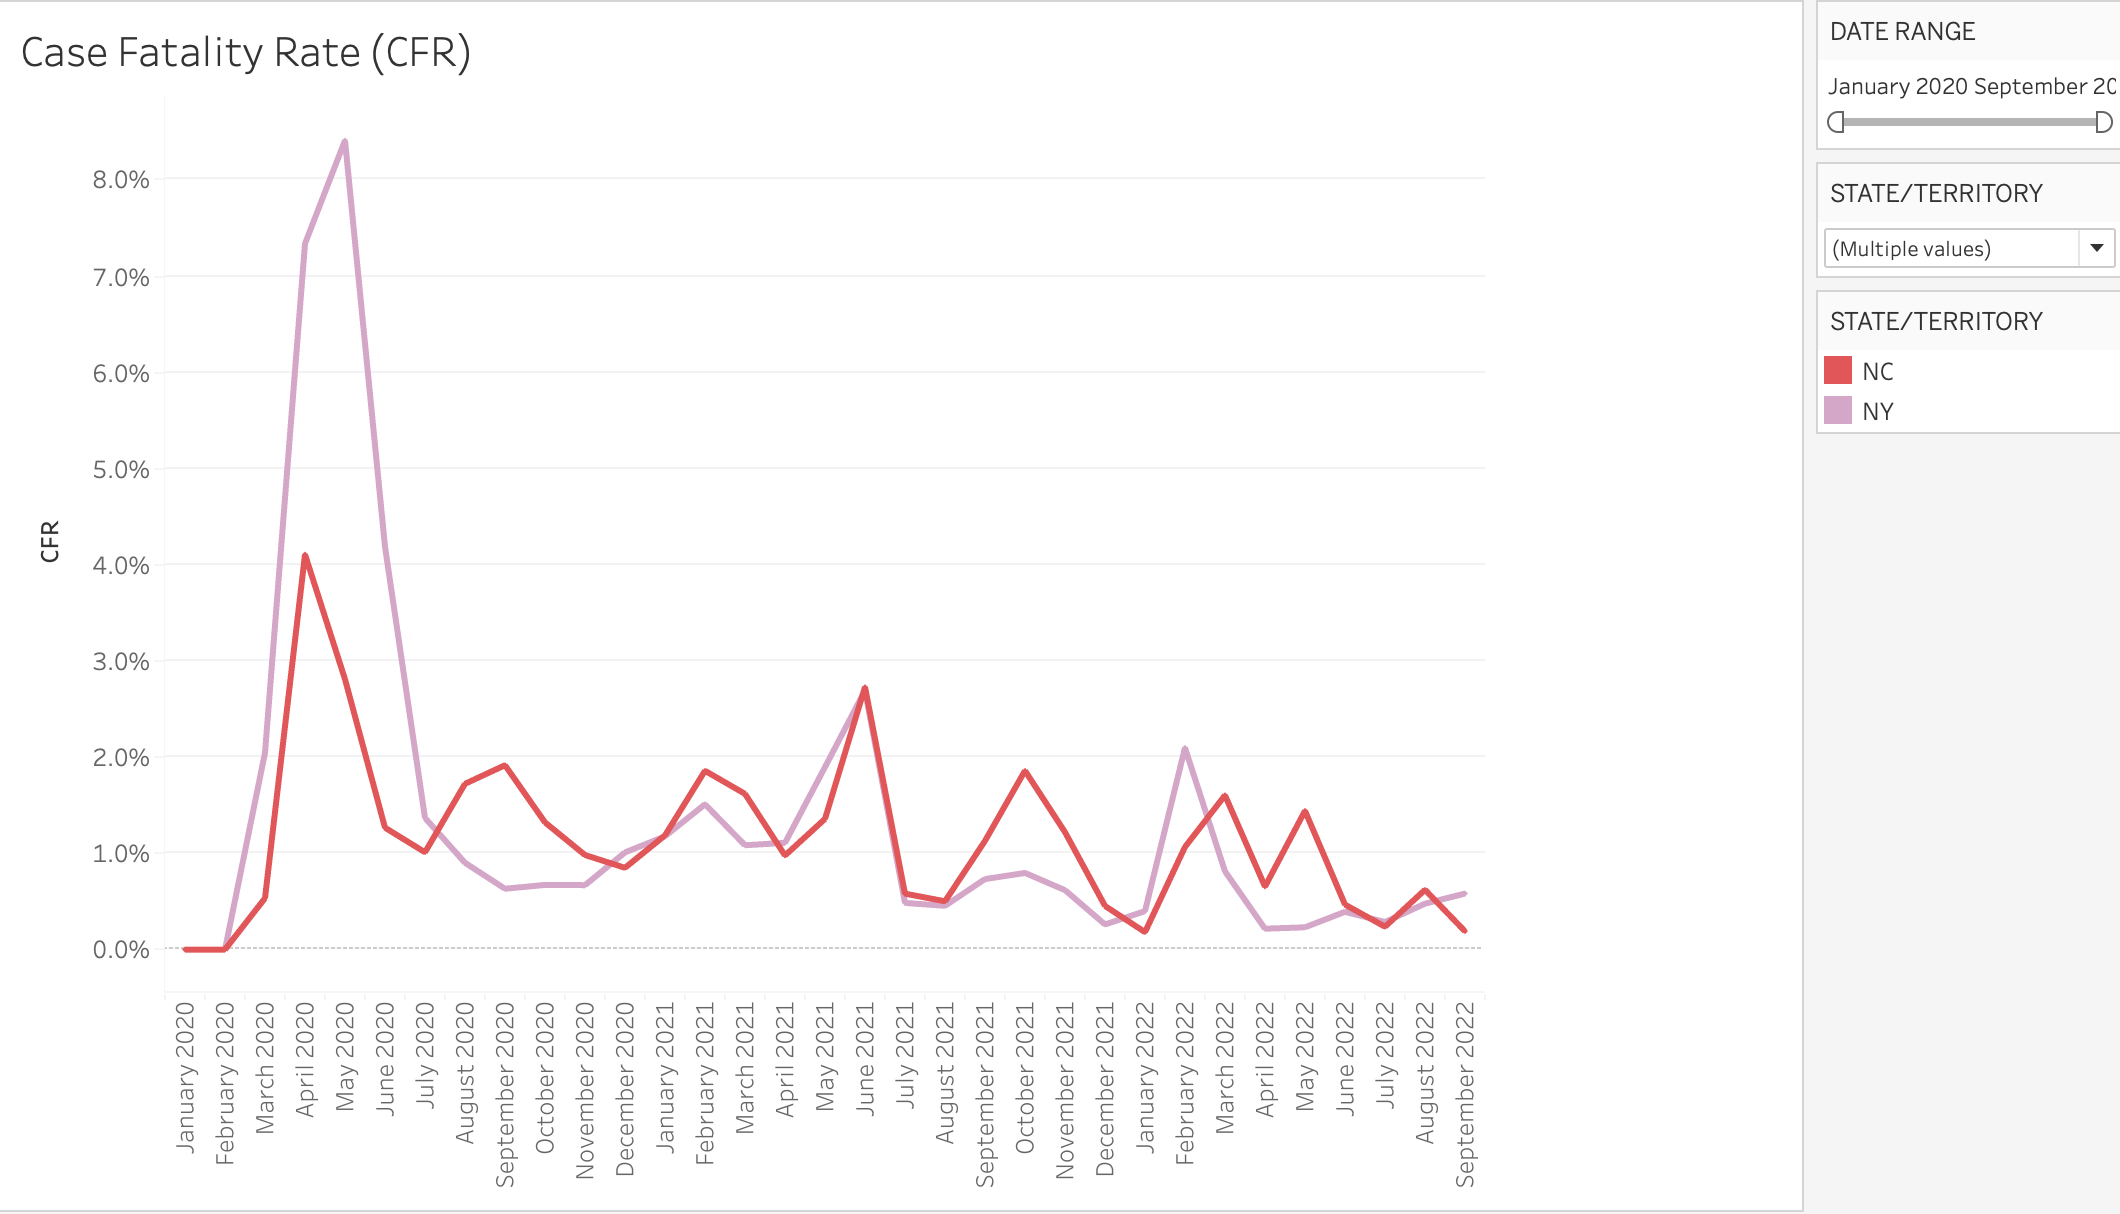 Case Fatality Rate (CFR)
8.0%
7.0%
6.0%
5.0%
4.0%
3.0%
2.0%
1.0%
0.0%
CFR
January 2020
February 2020
March 2020
April 2020
May 2020
June 2020
July 2020
August 2020
September 2020
October 2020
November 2020
December 2020
January 2021
February 2021
March 2021
April 2021
May 2021
June 2021
July 2021
August 2021
September 2021
October 2021
November 2021
December 2021
January 2022
February 2022
March 2022
April 2022
May 2022
June 2022
July 2022
August 2022
September 2022
DATE RANGE
January 2020 September 20
STATE/TERRITORY
(Multiple values)
STATE/TERRITORY
NC
NY